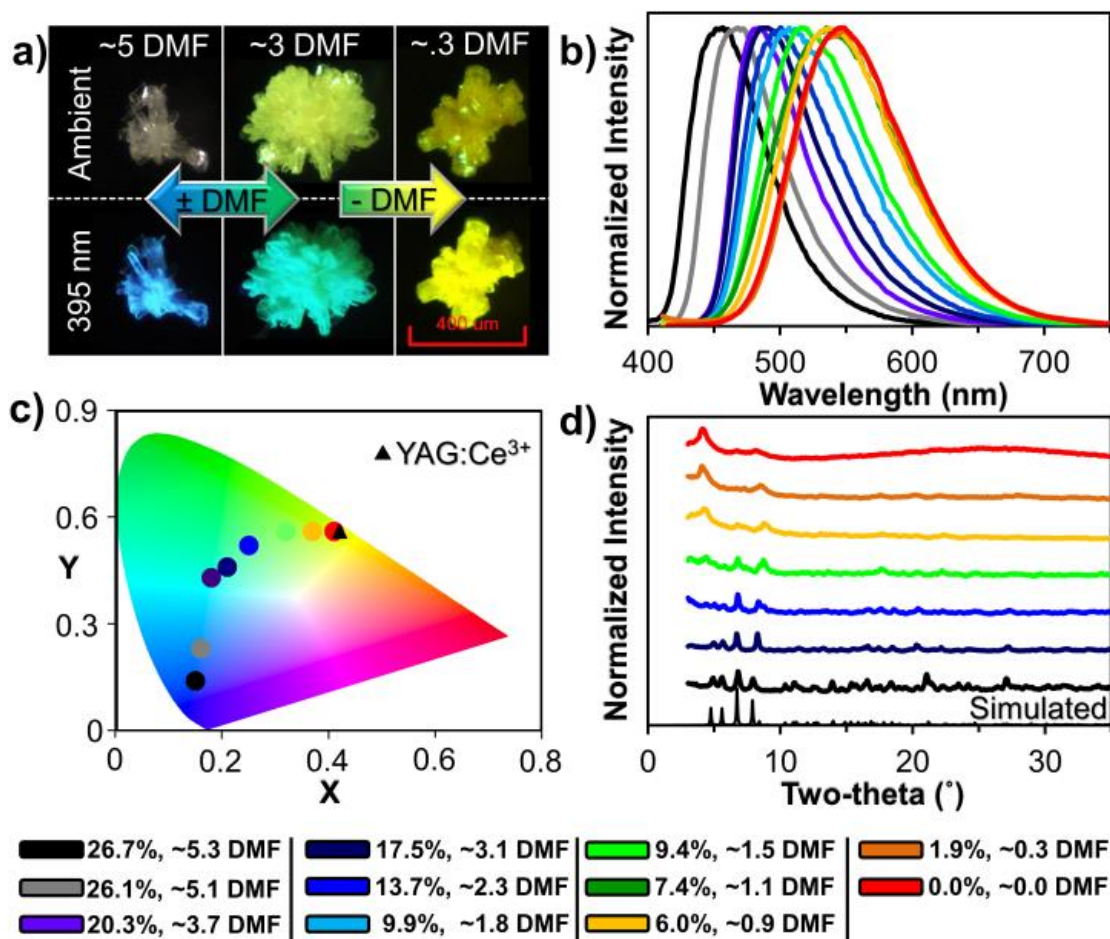 a)
~5 DMF
~3 DMF
~.3 DMF
Ambient
± DMF
- DMF
395 nm
400 um
b)
Normalized Intensity
400
500
600
700
Wavelength (nm)
c)
0.9
0.6
Y
0.3
0
▲YAG:Ce³⁺
0
0.2
0.4
0.6
0.8
X
d)
Normalized Intensity
Simulated
0
10
20
30
Two-theta (˚)
26.7%, ~5.3 DMF
26.1%, ~5.1 DMF
20.3%, ~3.7 DMF
17.5%, ~3.1 DMF
13.7%, ~2.3 DMF
9.9%, ~1.8 DMF
9.4%, ~1.5 DMF
7.4%, ~1.1 DMF
6.0%, ~0.9 DMF
1.9%, ~0.3 DMF
0.0%, ~0.0 DMF